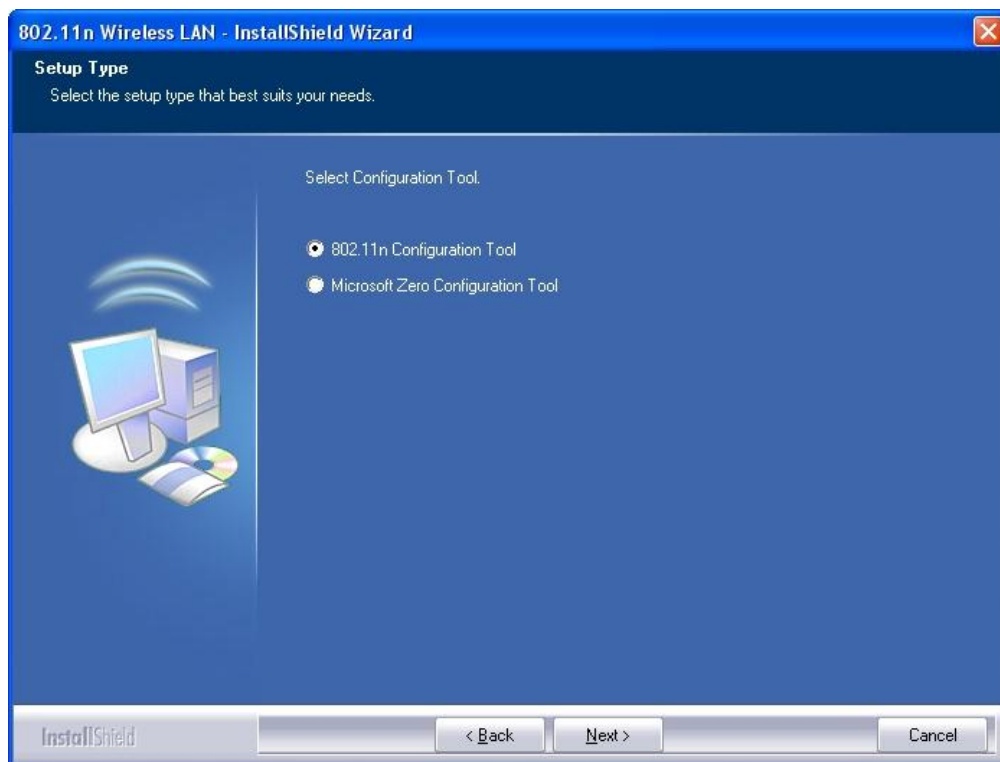 802.11n Wireless LAN - InstallShield Wizard
Setup Type
Select the setup type that best suits your needs.
Select Configuration Tool.
802.11n Configuration Tool
Microsoft Zero Configuration Tool
InstallShield
< Back
Next >
Cancel